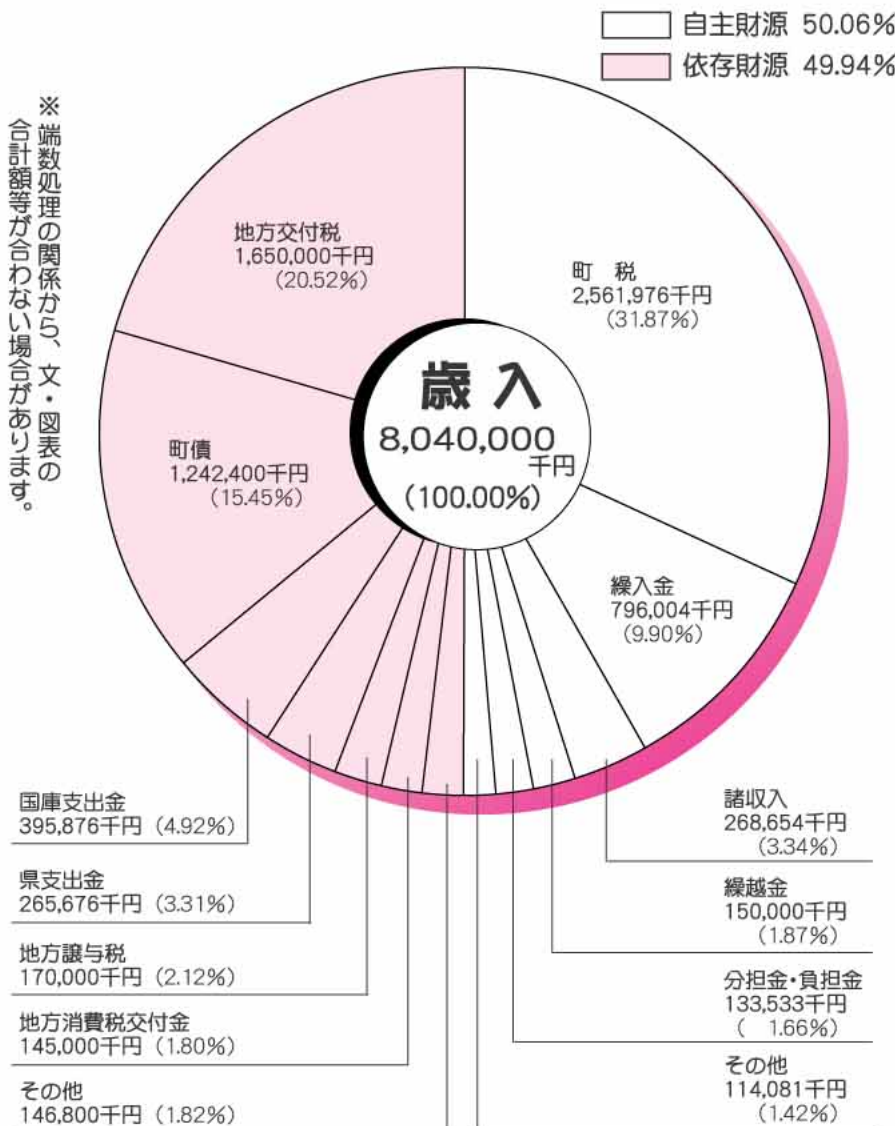 自主財源 50.06%
依存財源 49.94%
※端数処理の関係から、文・図表の
合計額等が合わない場合があります。
歳入
8,040,000
千円
(100.00%)
町 税
2,561,976千円
(31.87%)
繰入金
796,004千円
(9.90%)
諸収入
268,654千円
(3.34%)
繰越金
150,000千円
(1.87%)
分担金・負担金
133,533千円
( 1.66%)
その他
114,081千円
(1.42%)
地方交付税
1,650,000千円
(20.52%)
町債
1,242,400千円
(15.45%)
国庫支出金
395,876千円 (4.92%)
県支出金
265,676千円 (3.31%)
地方譲与税
170,000千円 (2.12%)
地方消費税交付金
145,000千円 (1.80%)
その他
146,800千円 (1.82%)